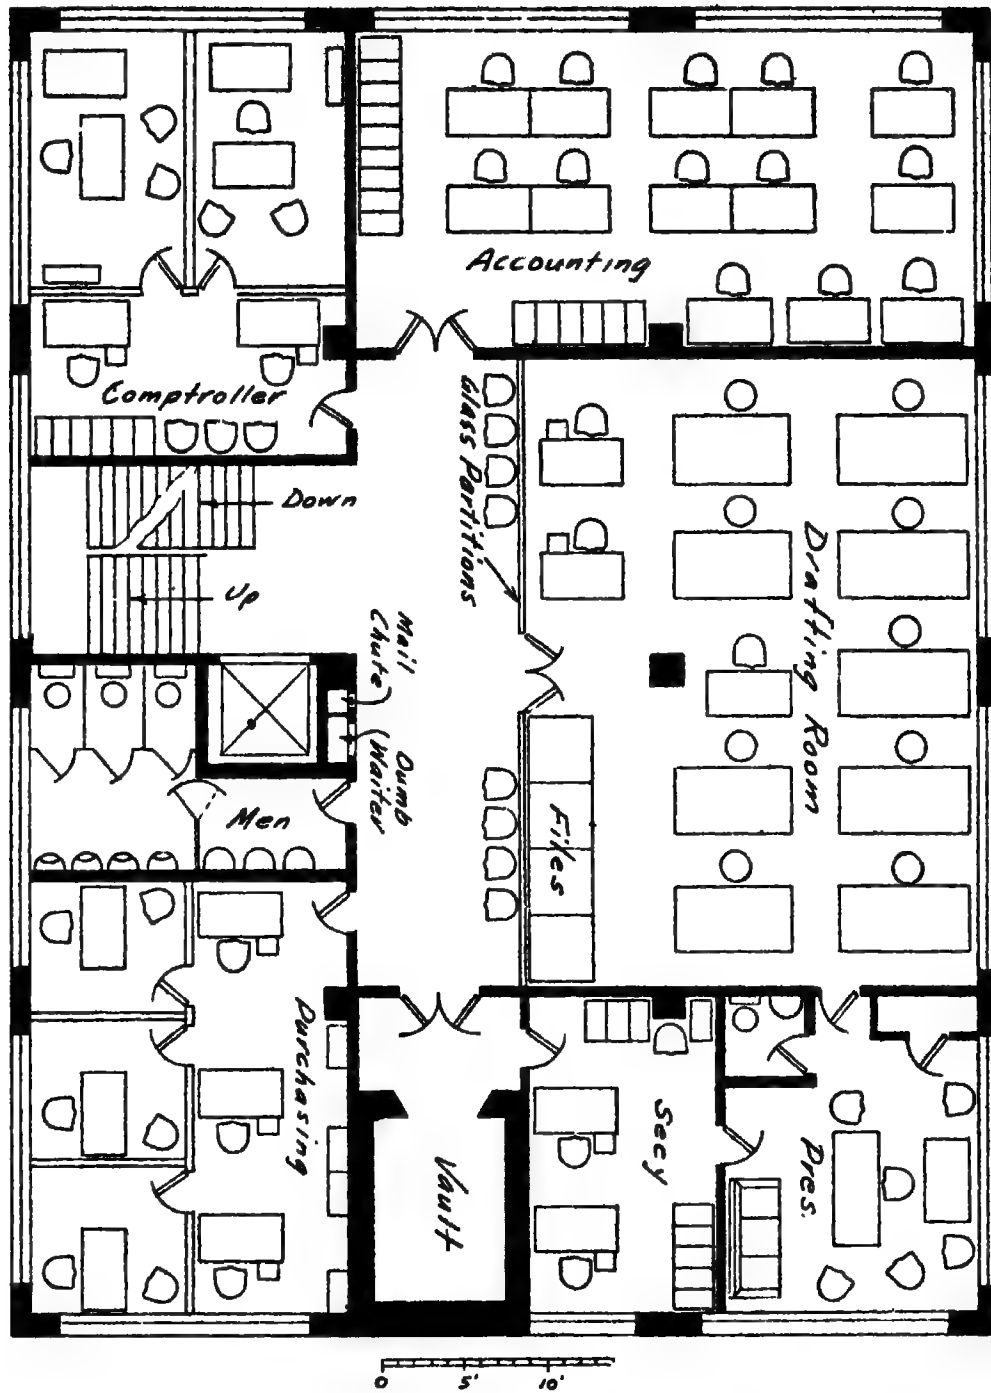 Accounting
Comptroller
Glass Partitions
Down
Up
Drafting Room
Mail
Chute
Dumb
Waiter
Men
Files
Purchasing
Secy
Pres.
Vault
0 5' 10'